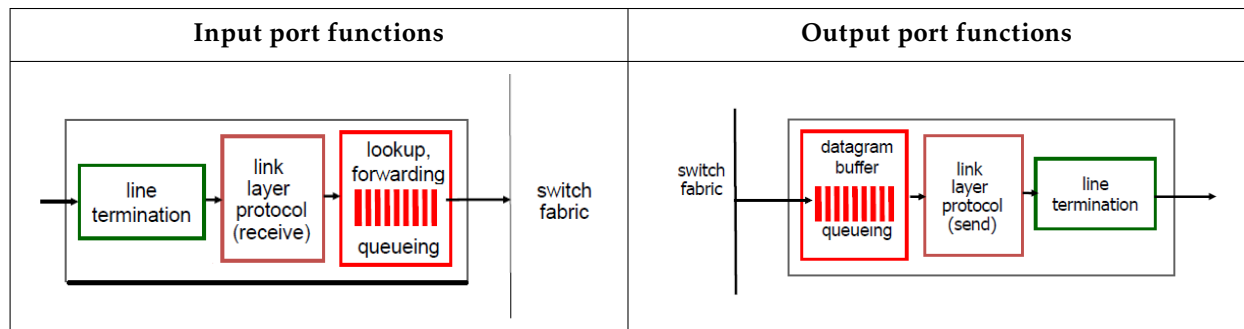 Input port functions
Output port functions
line
termination
link
layer
protocol
(receive)
lookup,
forwarding
queueing
switch
fabric
switch
fabric
datagram
buffer
queueing
link
layer
protocol
(send)
line
termination